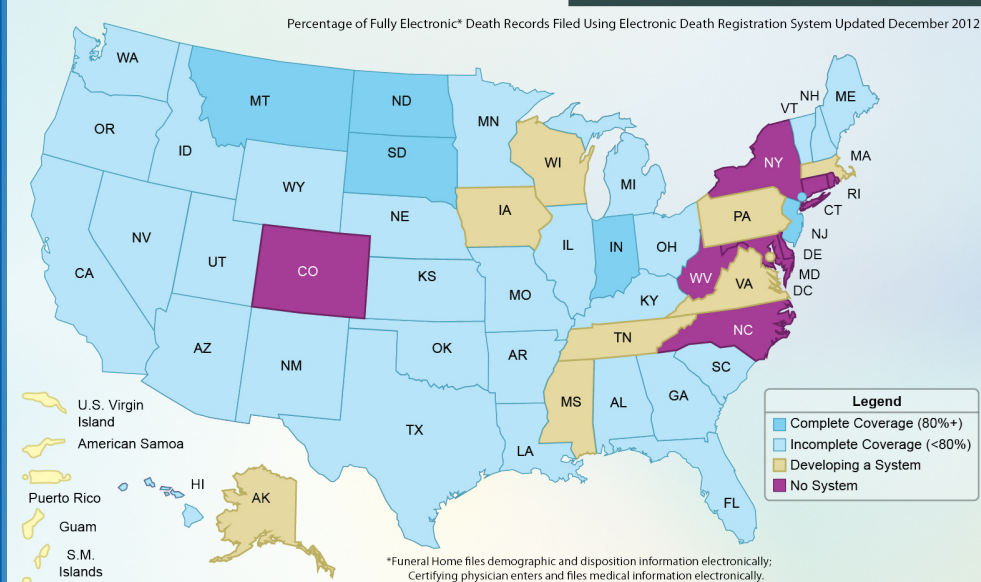 Percentage of Fully Electronic* Death Records Filed Using Electronic Death Registration System Updated December 2012
WA
MT
ND
MN
OR
ID
SD
WI
WY
MI
NH
VT
ME
NY
MA
RI
CT
NE
IA
PA
NJ
NV
UT
CO
IL
IN
OH
DE
MD
DC
CA
KS
MO
WV
VA
KY
AZ
NM
OK
AR
TN
NC
SC
MS
AL
GA
TX
LA
FL
HI
AK
U.S. Virgin
Island
American Samoa
Puerto Rico
Guam
S.M.
Islands
Legend
Complete Coverage (80%+)
Incomplete Coverage (<80%)
Developing a System
No System
*Funeral Home files demographic and disposition information electronically;
Certifying physician enters and files medical information electronically.